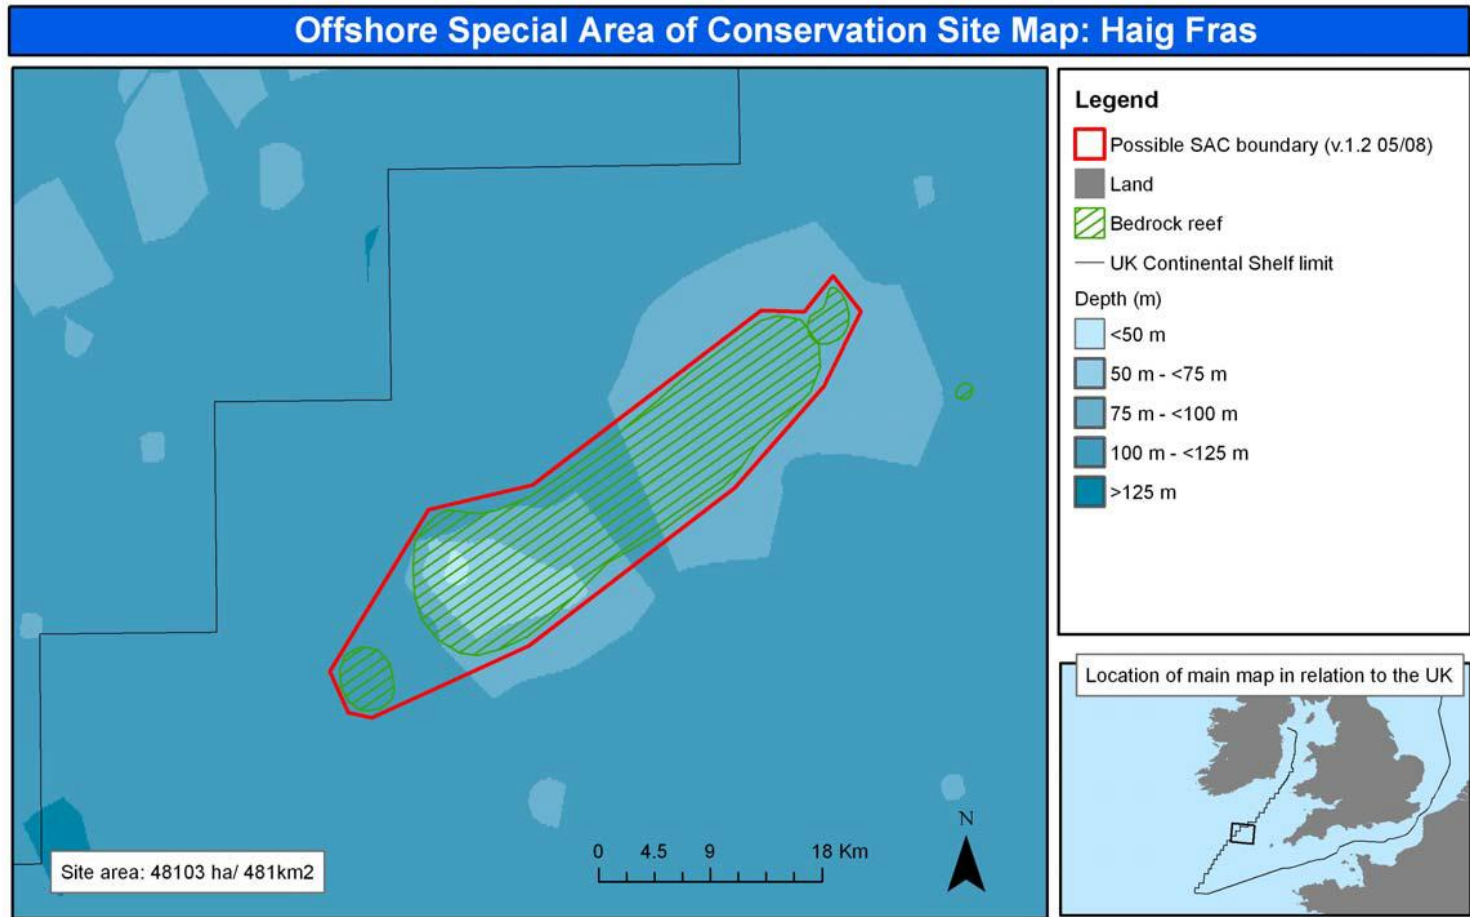 Offshore Special Area of Conservation Site Map: Haig Fras
Legend
Possible SAC boundary (v.1.2 05/08)
Land
Bedrock reef
UK Continental Shelf limit
Depth (m)
<50 m
50 m - <75 m
75 m - <100 m
100 m - <125 m
>125 m
Location of main map in relation to the UK
N
0 4.5 9 18 Km
Site area: 48103 ha/ 481km2